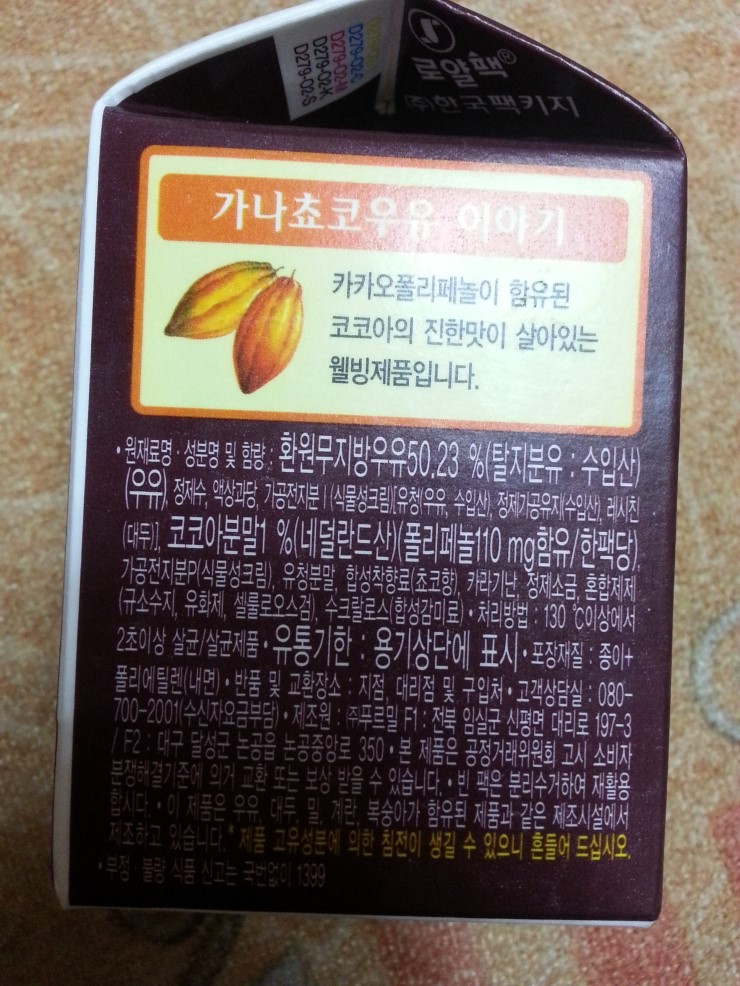 로얄팩®
(주)한국팩키지
D279-02C
D279-02M
D279-02K
D279-02S
가나쵸코우유 이야기
카카오폴리페놀이 함유된
코코아의 진한맛이 살아있는
웰빙제품입니다.
•원재료명·성분명 및 함량: 환원무지방우유50.23 %(탈지분유 : 수입산)
(우유), 정제수, 액상과당, 가공전지분Ⅰ(식물성크림)[유청(우유, 수입산), 정제가공유지(수입산), 레시친
(대두)], 코코아분말1 %(네덜란드산)(폴리페놀110 mg함유/한팩당),
가공전지분P(식물성크림), 유청분말, 합성착향료(쵸코향), 카라기난, 정제소금, 혼합제제
(규소수지, 유화제, 셀룰로오스검), 수크랄로스(합성감미료)•처리방법 : 130 ℃이상에서
2초이상 살균/살균제품•유통기한 : 용기상단에 표시•포장재질 : 종이+
폴리에틸렌(내면)•반품 및 교환장소 : 지점, 대리점 및 구입처•고객상담실 : 080-
700-2001(수신자요금부담)•제조원 : ㈜푸르밀 F1 : 전북 임실군 신평면 대리로 197-3
/ F2 : 대구 달성군 논공읍 논공중앙로 350•본 제품은 공정거래위원회 고시 소비자
분쟁해결기준에 의거 교환 또는 보상 받을 수 있습니다.•빈 팩은 분리수거하여 재활용
합시다.•이 제품은 우유, 대두, 밀, 계란, 복숭아가 함유된 제품과 같은 제조시설에서
제조하고 있습니다.*제품 고유성분에 의한 침전이 생길 수 있으니 흔들어 드십시오.
•부정·불량 식품 신고는 국번없이 1399